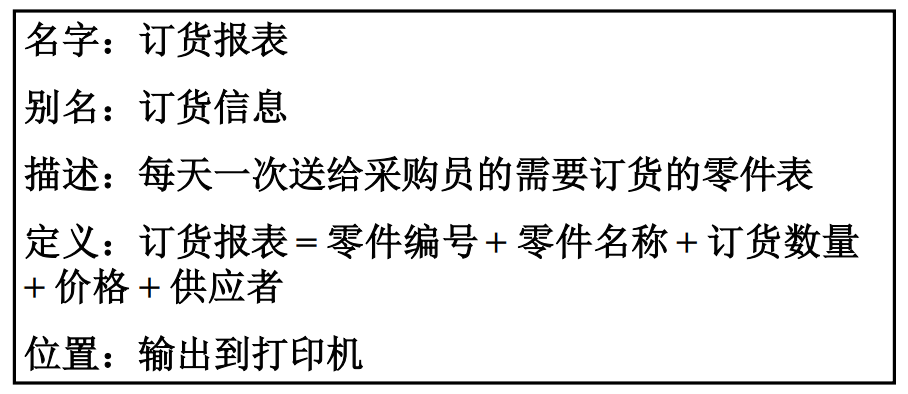 名字：订货报表
别名：订货信息
描述：每天一次送给采购员的需要订货的零件表
定义：订货报表＝零件编号＋零件名称＋订货数量
＋价格＋供应者
位置：输出到打印机